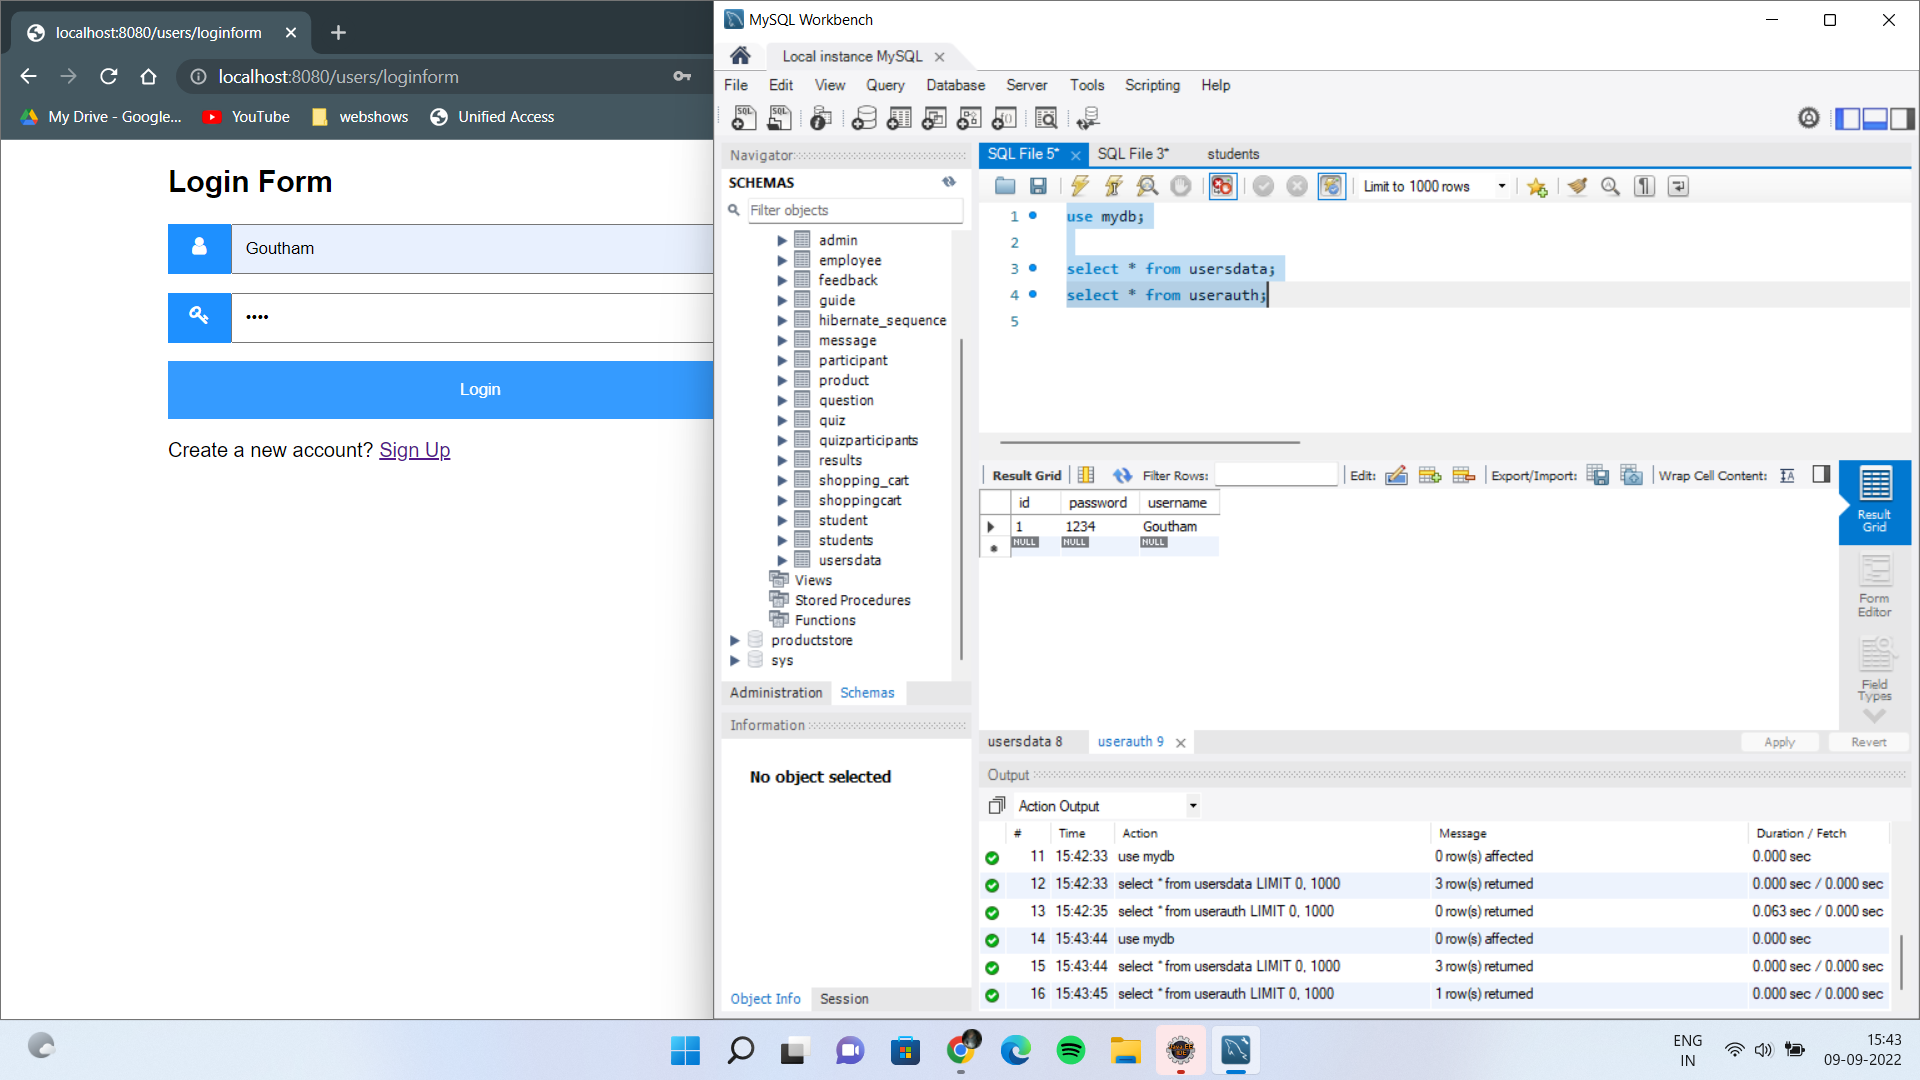 localhost:8080/users/loginform
localhost:8080/users/loginform
My Drive - Google...
YouTube
webshows
Unified Access
Login Form
Goutham
••••
Login
Create a new account? Sign Up
MySQL Workbench
Local instance MySQL
File Edit View Query Database Server Tools Scripting Help
Navigator
SCHEMAS
Filter objects
admin
employee
feedback
guide
hibernate_sequence
message
participant
product
question
quiz
quizparticipants
results
shopping_cart
shoppingcart
student
students
usersdata
Views
Stored Procedures
Functions
productstore
sys
Administration Schemas
Information
No object selected
Object Info Session
SQL File 5* SQL File 3* students
Limit to 1000 rows
1 use mydb;
2
3 select * from usersdata;
4 select * from userauth;
5
Result Grid Filter Rows: Edit: Export/Import: Wrap Cell Content:
id password username
1 1234 Goutham
NULL NULL NULL
Result
Grid
Form
Editor
Field
Types
usersdata 8 userauth 9 Apply Revert
Output
Action Output
# Time Action Message Duration / Fetch
11 15:42:33 use mydb 0 row(s) affected 0.000 sec
12 15:42:33 select * from usersdata LIMIT 0, 1000 3 row(s) returned 0.000 sec / 0.000 sec
13 15:42:35 select * from userauth LIMIT 0, 1000 0 row(s) returned 0.063 sec / 0.000 sec
14 15:43:44 use mydb 0 row(s) affected 0.000 sec
15 15:43:44 select * from usersdata LIMIT 0, 1000 3 row(s) returned 0.000 sec / 0.000 sec
16 15:43:45 select * from userauth LIMIT 0, 1000 1 row(s) returned 0.000 sec / 0.000 sec
ENG
IN
15:43
09-09-2022